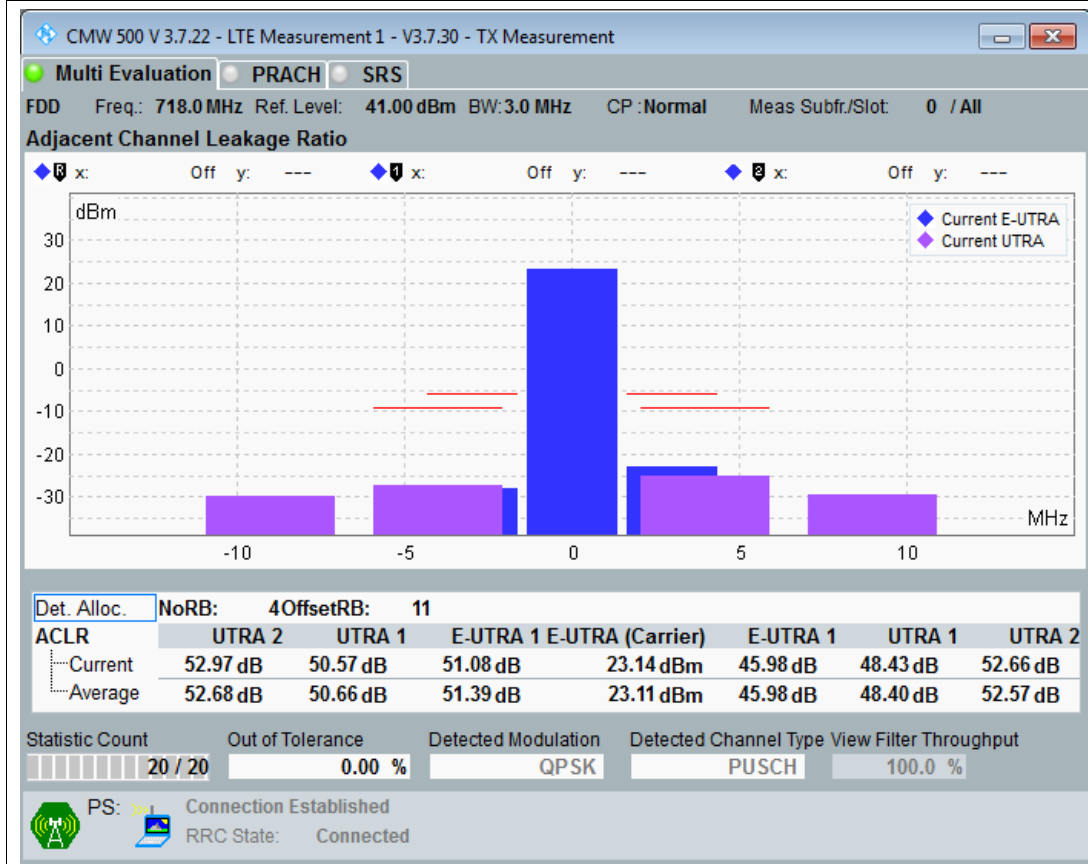 CMW 500 V 3.7.22 - LTE Measurement 1 - V3.7.30 - TX Measurement
Multi Evaluation PRACH SRS
FDD Freq.: 718.0 MHz Ref. Level: 41.00 dBm BW: 3.0 MHz CP : Normal Meas Subfr./Slot: 0 / All
Adjacent Channel Leakage Ratio
R x: Off y: --- 1 x: Off y: --- 2 x: Off y: ---
dBm
Current E-UTRA
Current UTRA
30
20
10
0
-10
-20
-30
MHz
-10 -5 0 5 10
Det. Alloc. NoRB: 4 OffsetRB: 11
ACLR UTRA 2 UTRA 1 E-UTRA 1 E-UTRA (Carrier) E-UTRA 1 UTRA 1 UTRA 2
Current 52.97 dB 50.57 dB 51.08 dB 23.14 dBm 45.98 dB 48.43 dB 52.66 dB
Average 52.68 dB 50.66 dB 51.39 dB 23.11 dBm 45.98 dB 48.40 dB 52.57 dB
Statistic Count Out of Tolerance Detected Modulation Detected Channel Type View Filter Throughput
20 / 20 0.00 % QPSK PUSCH 100.0 %
PS: Connection Established
RRC State: Connected